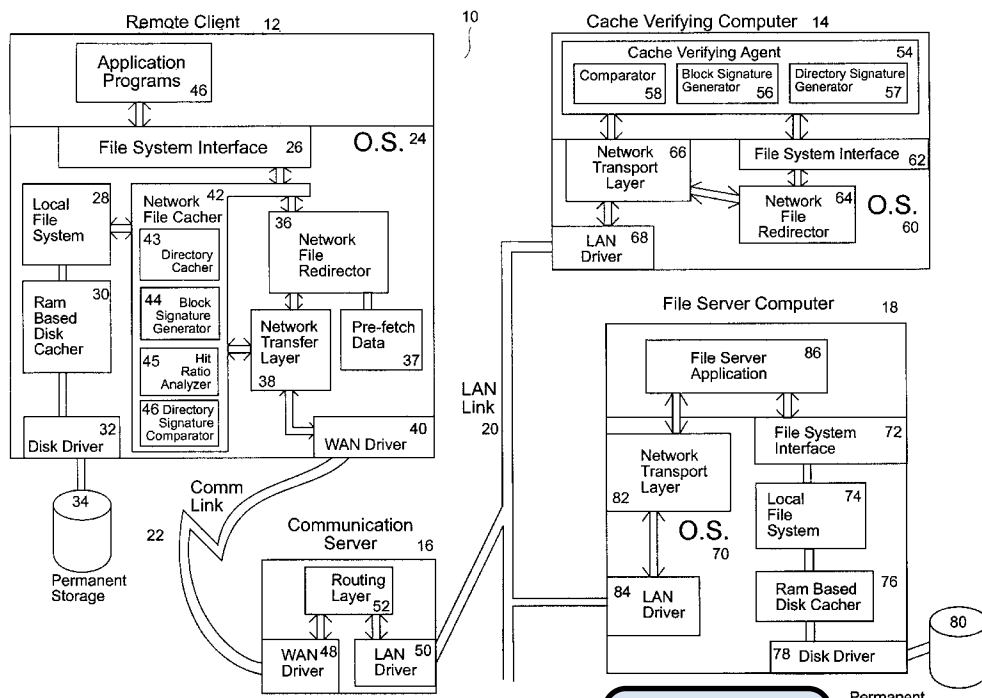 Remote Client 12
10
Cache Verifying Computer 14
Application
Programs
46
O.S. 24
File System Interface 26
28
Local
File
System
42
Network
File Cacher
43
Directory
Cacher
44 Block
Signature
Generator
45 Hit
Ratio
Analyzer
46 Directory
Signature
Comparator
36
Network
File
Redirector
30
Ram
Based
Disk
Cacher
Network
Transfer
Layer
38
Pre-fetch
Data
37
32
Disk Driver
40
WAN Driver
34
Permanent
Storage
Comm
Link
22
Communication
Server 16
Routing
Layer
52
WAN 48
Driver
LAN 50
Driver
LAN
Link
20
Cache Verifying Agent 54
Comparator
58
Block Signature
Generator
56
Directory Signature
Generator
57
Network 66
Transport
Layer
File System Interface
62
64
Network File
Redirector
O.S.
60
LAN 68
Driver
File Server Computer
18
File Server
Application
86
Network
Transport
Layer
82
File System 72
Interface
Local 74
File
System
O.S.
70
84 LAN
Driver
Ram Based 76
Disk Cacher
78 Disk Driver
80
Permanent